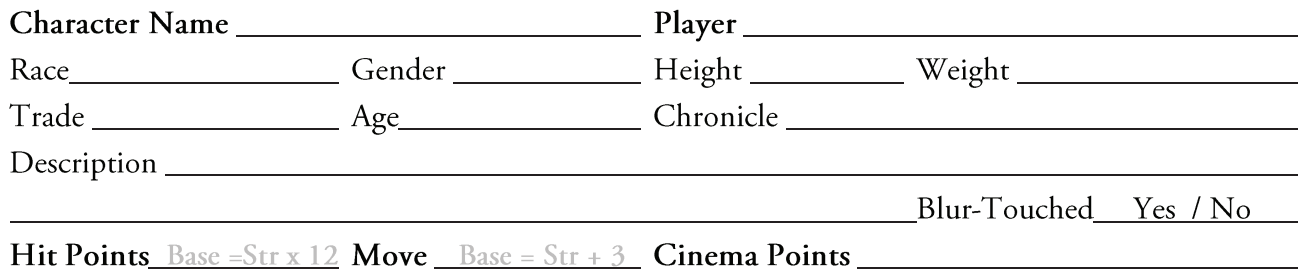 Character Name Player
Race Gender Height Weight
Trade Age Chronicle
Description
Blur-Touched Yes / No
Hit Points Base =Str x 12 Move Base = Str + 3 Cinema Points